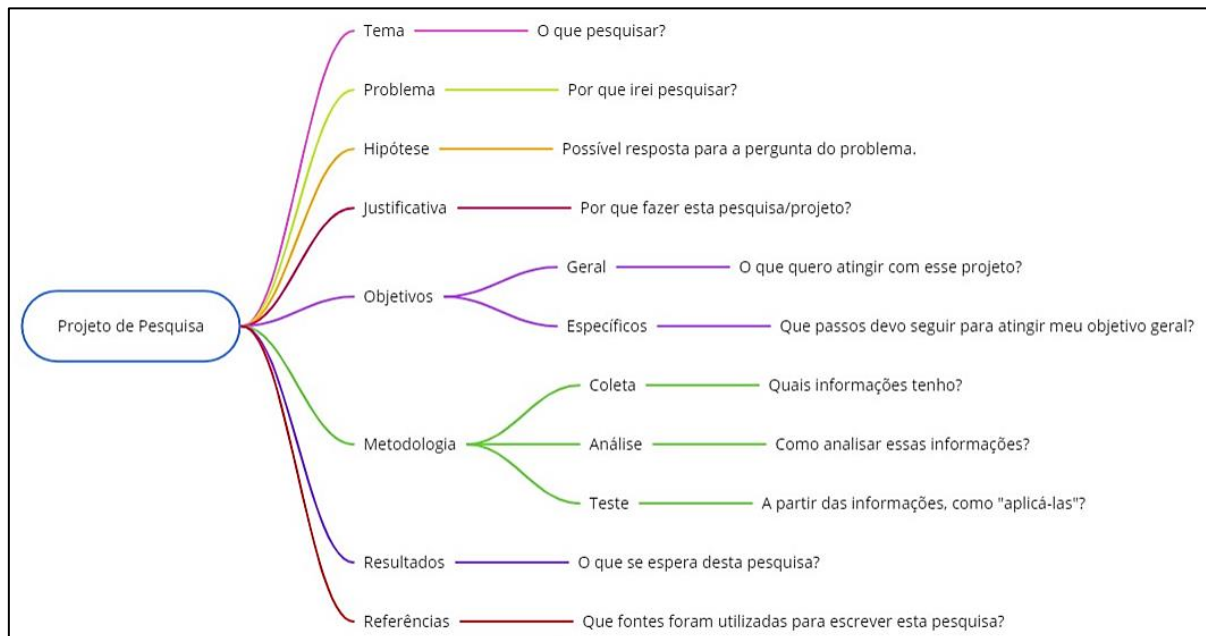 Tema
O que pesquisar?
Problema
Por que irei pesquisar?
Hipótese
Possível resposta para a pergunta do problema.
Justificativa
Por que fazer esta pesquisa/projeto?
Projeto de Pesquisa
Objetivos
Geral
O que quero atingir com esse projeto?
Específicos
Que passos devo seguir para atingir meu objetivo geral?
Metodologia
Coleta
Quais informações tenho?
Análise
Como analisar essas informações?
Teste
A partir das informações, como "aplicá-las"?
Resultados
O que se espera desta pesquisa?
Referências
Que fontes foram utilizadas para escrever esta pesquisa?